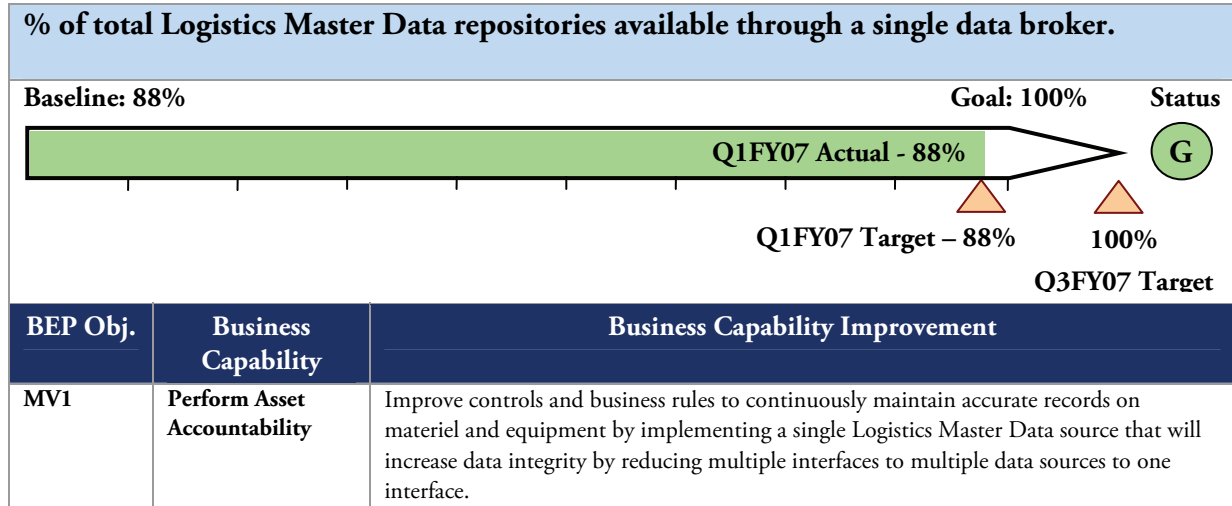 % of total Logistics Master Data repositories available through a single data broker.
Baseline: 88%
Goal: 100%
Status
Q1FY07 Actual - 88%
G
Q1FY07 Target – 88%
100%
Q3FY07 Target
BEP Obj.
Business
Capability
Business Capability Improvement
MV1
Perform Asset
Accountability
Improve controls and business rules to continuously maintain accurate records on
materiel and equipment by implementing a single Logistics Master Data source that will
increase data integrity by reducing multiple interfaces to multiple data sources to one
interface.